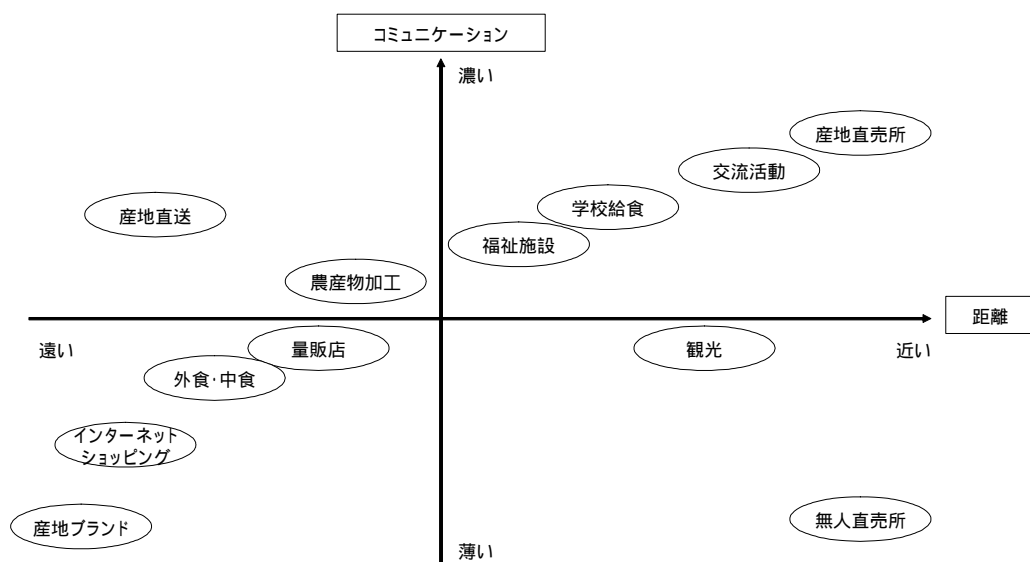 コミュニケーション
濃い
産地直売所
交流活動
学校給食
産地直送
福祉施設
農産物加工
距離
遠い
量販店
観光
近い
外食・中食
インターネット
ショッピング
産地ブランド
無人直売所
薄い